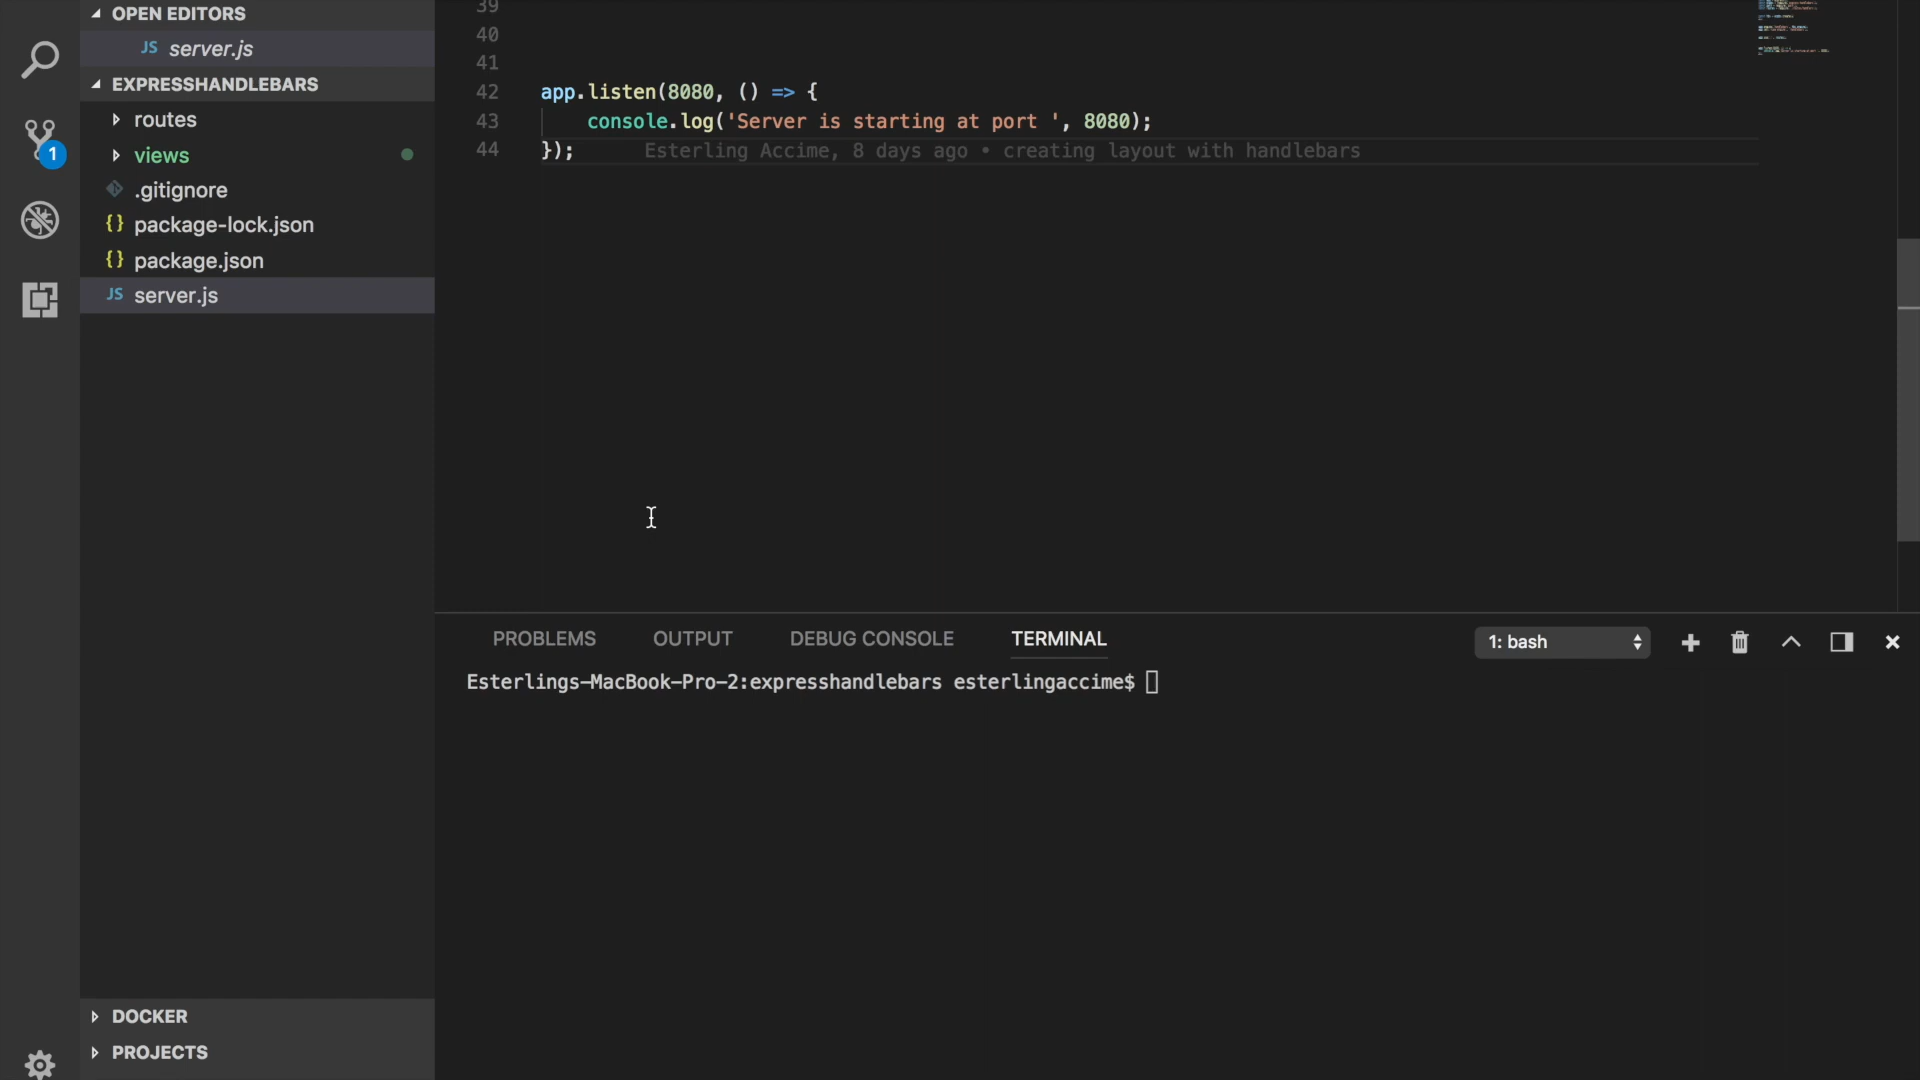 OPEN EDITORS
JS server.js
EXPRESSHANDLEBARS
routes
views
.gitignore
{} package-lock.json
{} package.json
JS server.js
1
DOCKER
PROJECTS
39
40
41
42 app.listen(8080, () => {
43 console.log('Server is starting at port ', 8080);
44 }); Esterling Accime, 8 days ago • creating layout with handlebars
PROBLEMS OUTPUT DEBUG CONSOLE TERMINAL 1: bash
Esterlings-MacBook-Pro-2:expresshandlebars esterlingaccime$